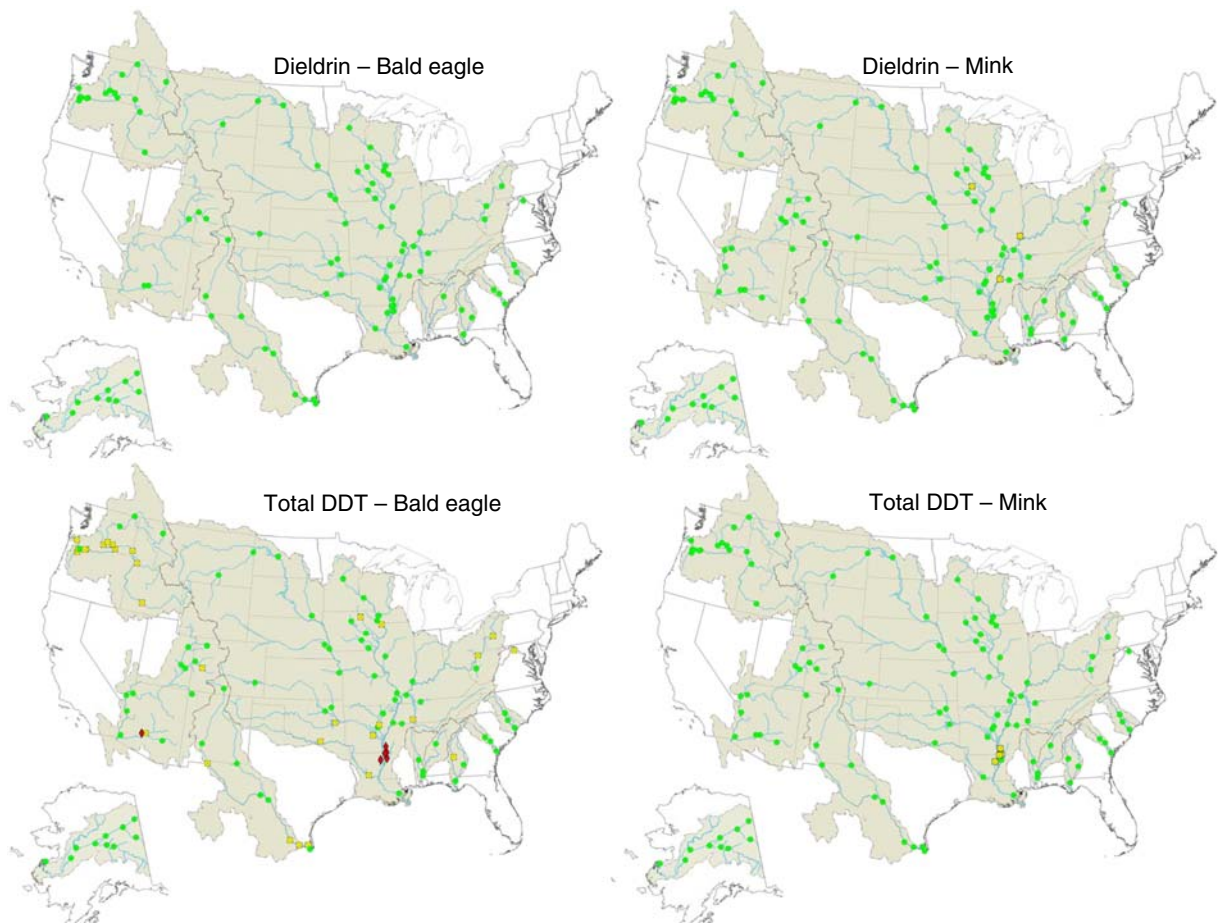 Dieldrin – Bald eagle
Dieldrin – Mink
Total DDT – Bald eagle
Total DDT – Mink